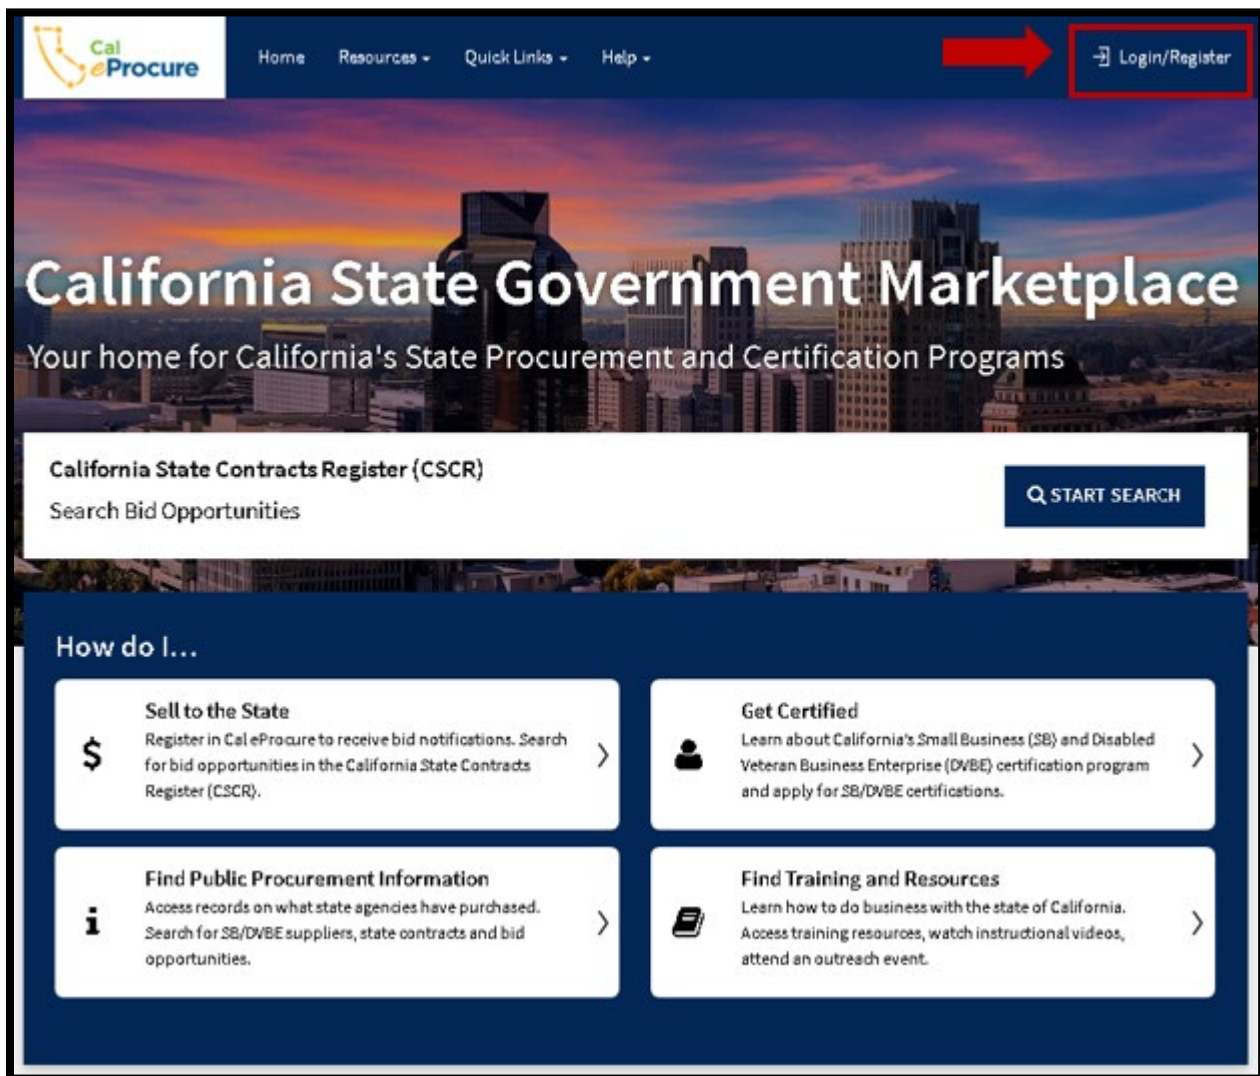 Cal
eProcure
Home
Resources
Quick Links
Help
Login/Register
California State Government Marketplace
Your home for California's State Procurement and Certification Programs
California State Contracts Register (CSCR)
Search Bid Opportunities
START SEARCH
How do I...
Sell to the State
Register in Cal eProcure to receive bid notifications. Search
for bid opportunities in the California State Contracts
Register (CSCR).
Get Certified
Learn about California's Small Business (SB) and Disabled
Veteran Business Enterprise (DVBE) certification program
and apply for SB/DVBE certifications.
Find Public Procurement Information
Access records on what state agencies have purchased.
Search for SB/DVBE suppliers, state contracts and bid
opportunities.
Find Training and Resources
Learn how to do business with the state of California.
Access training resources, watch instructional videos,
attend an outreach event.